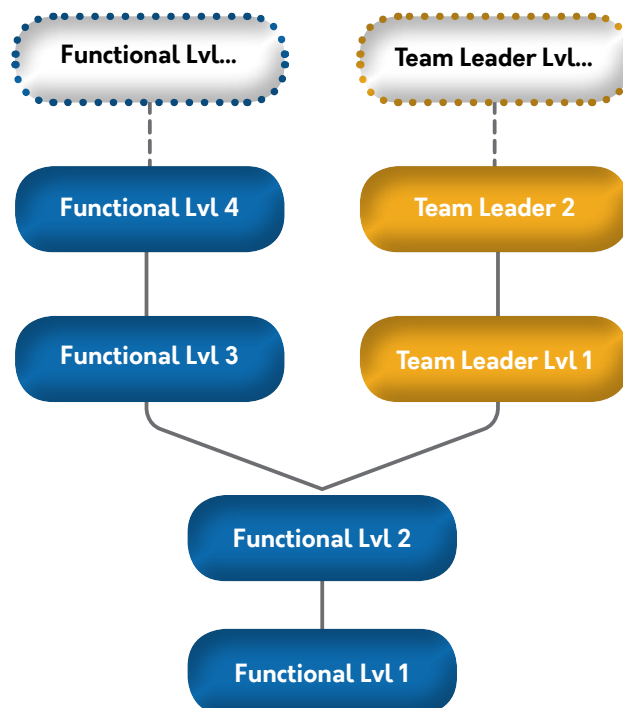 Functional Lvl...
Team Leader Lvl...
Functional Lvl 4
Team Leader 2
Functional Lvl 3
Team Leader Lvl 1
Functional Lvl 2
Functional Lvl 1